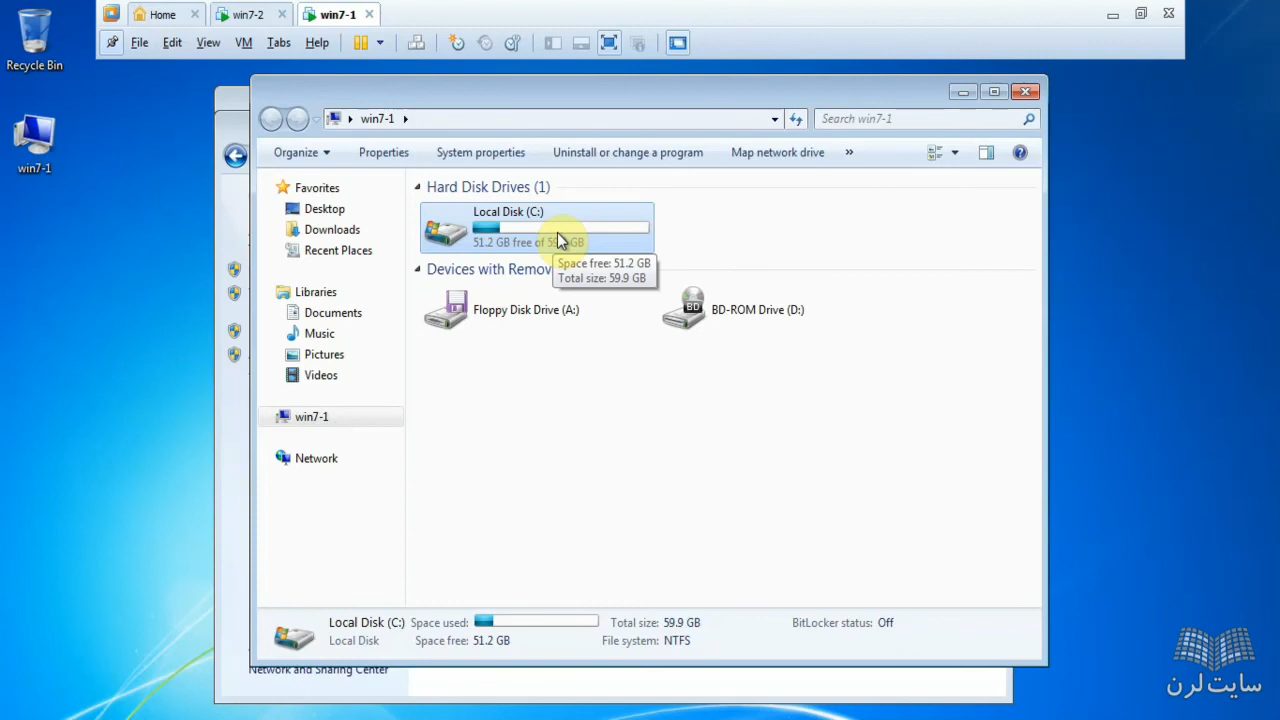 Home
win7-2
win7-1
File Edit View VM Tabs Help
Recycle Bin
win7-1
win7-1
Search win7-1
Organize Properties System properties Uninstall or change a program Map network drive »
Favorites
Desktop
Downloads
Recent Places
Libraries
Documents
Music
Pictures
Videos
win7-1
Network
Hard Disk Drives (1)
Local Disk (C:)
51.2 GB free of GB
Space free: 51.2 GB
Total size: 59.9 GB
Devices with Remov
Floppy Disk Drive (A:)
BD
BD-ROM Drive (D:)
Local Disk (C:) Space used: Total size: 59.9 GB BitLocker status: Off
Local Disk Space free: 51.2 GB File system: NTFS
Network and Sharing Center
سایت لرن